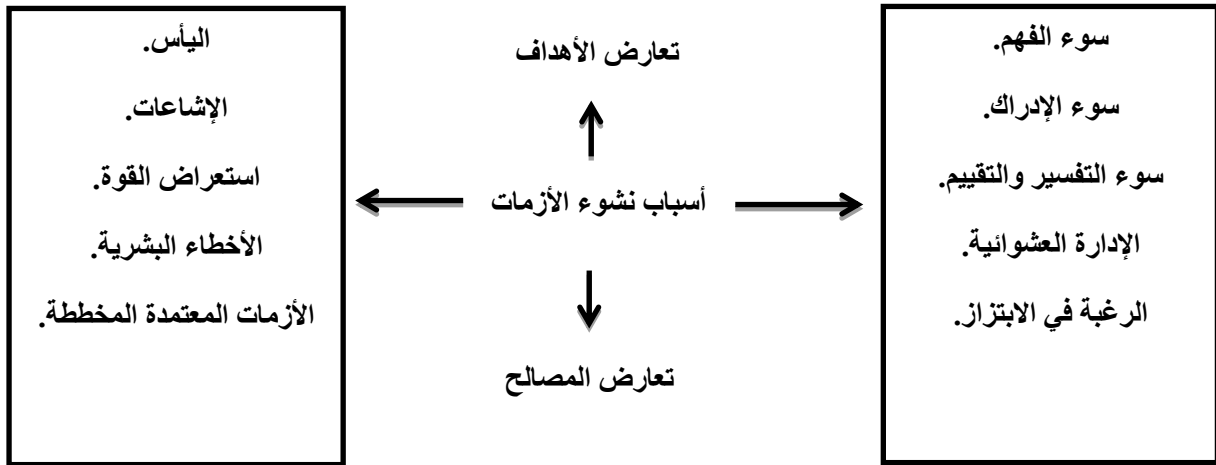 سوء الفهم.
سوء الإدراك.
سوء التفسير والتقييم.
الإدارة العشوائية.
الرغبة في الابتزاز.
تعارض الأهداف
أسباب نشوء الأزمات
تعارض المصالح
اليأس.
الإشاعات.
استعراض القوة.
الأخطاء البشرية.
الأزمات المعتمدة المخططة.